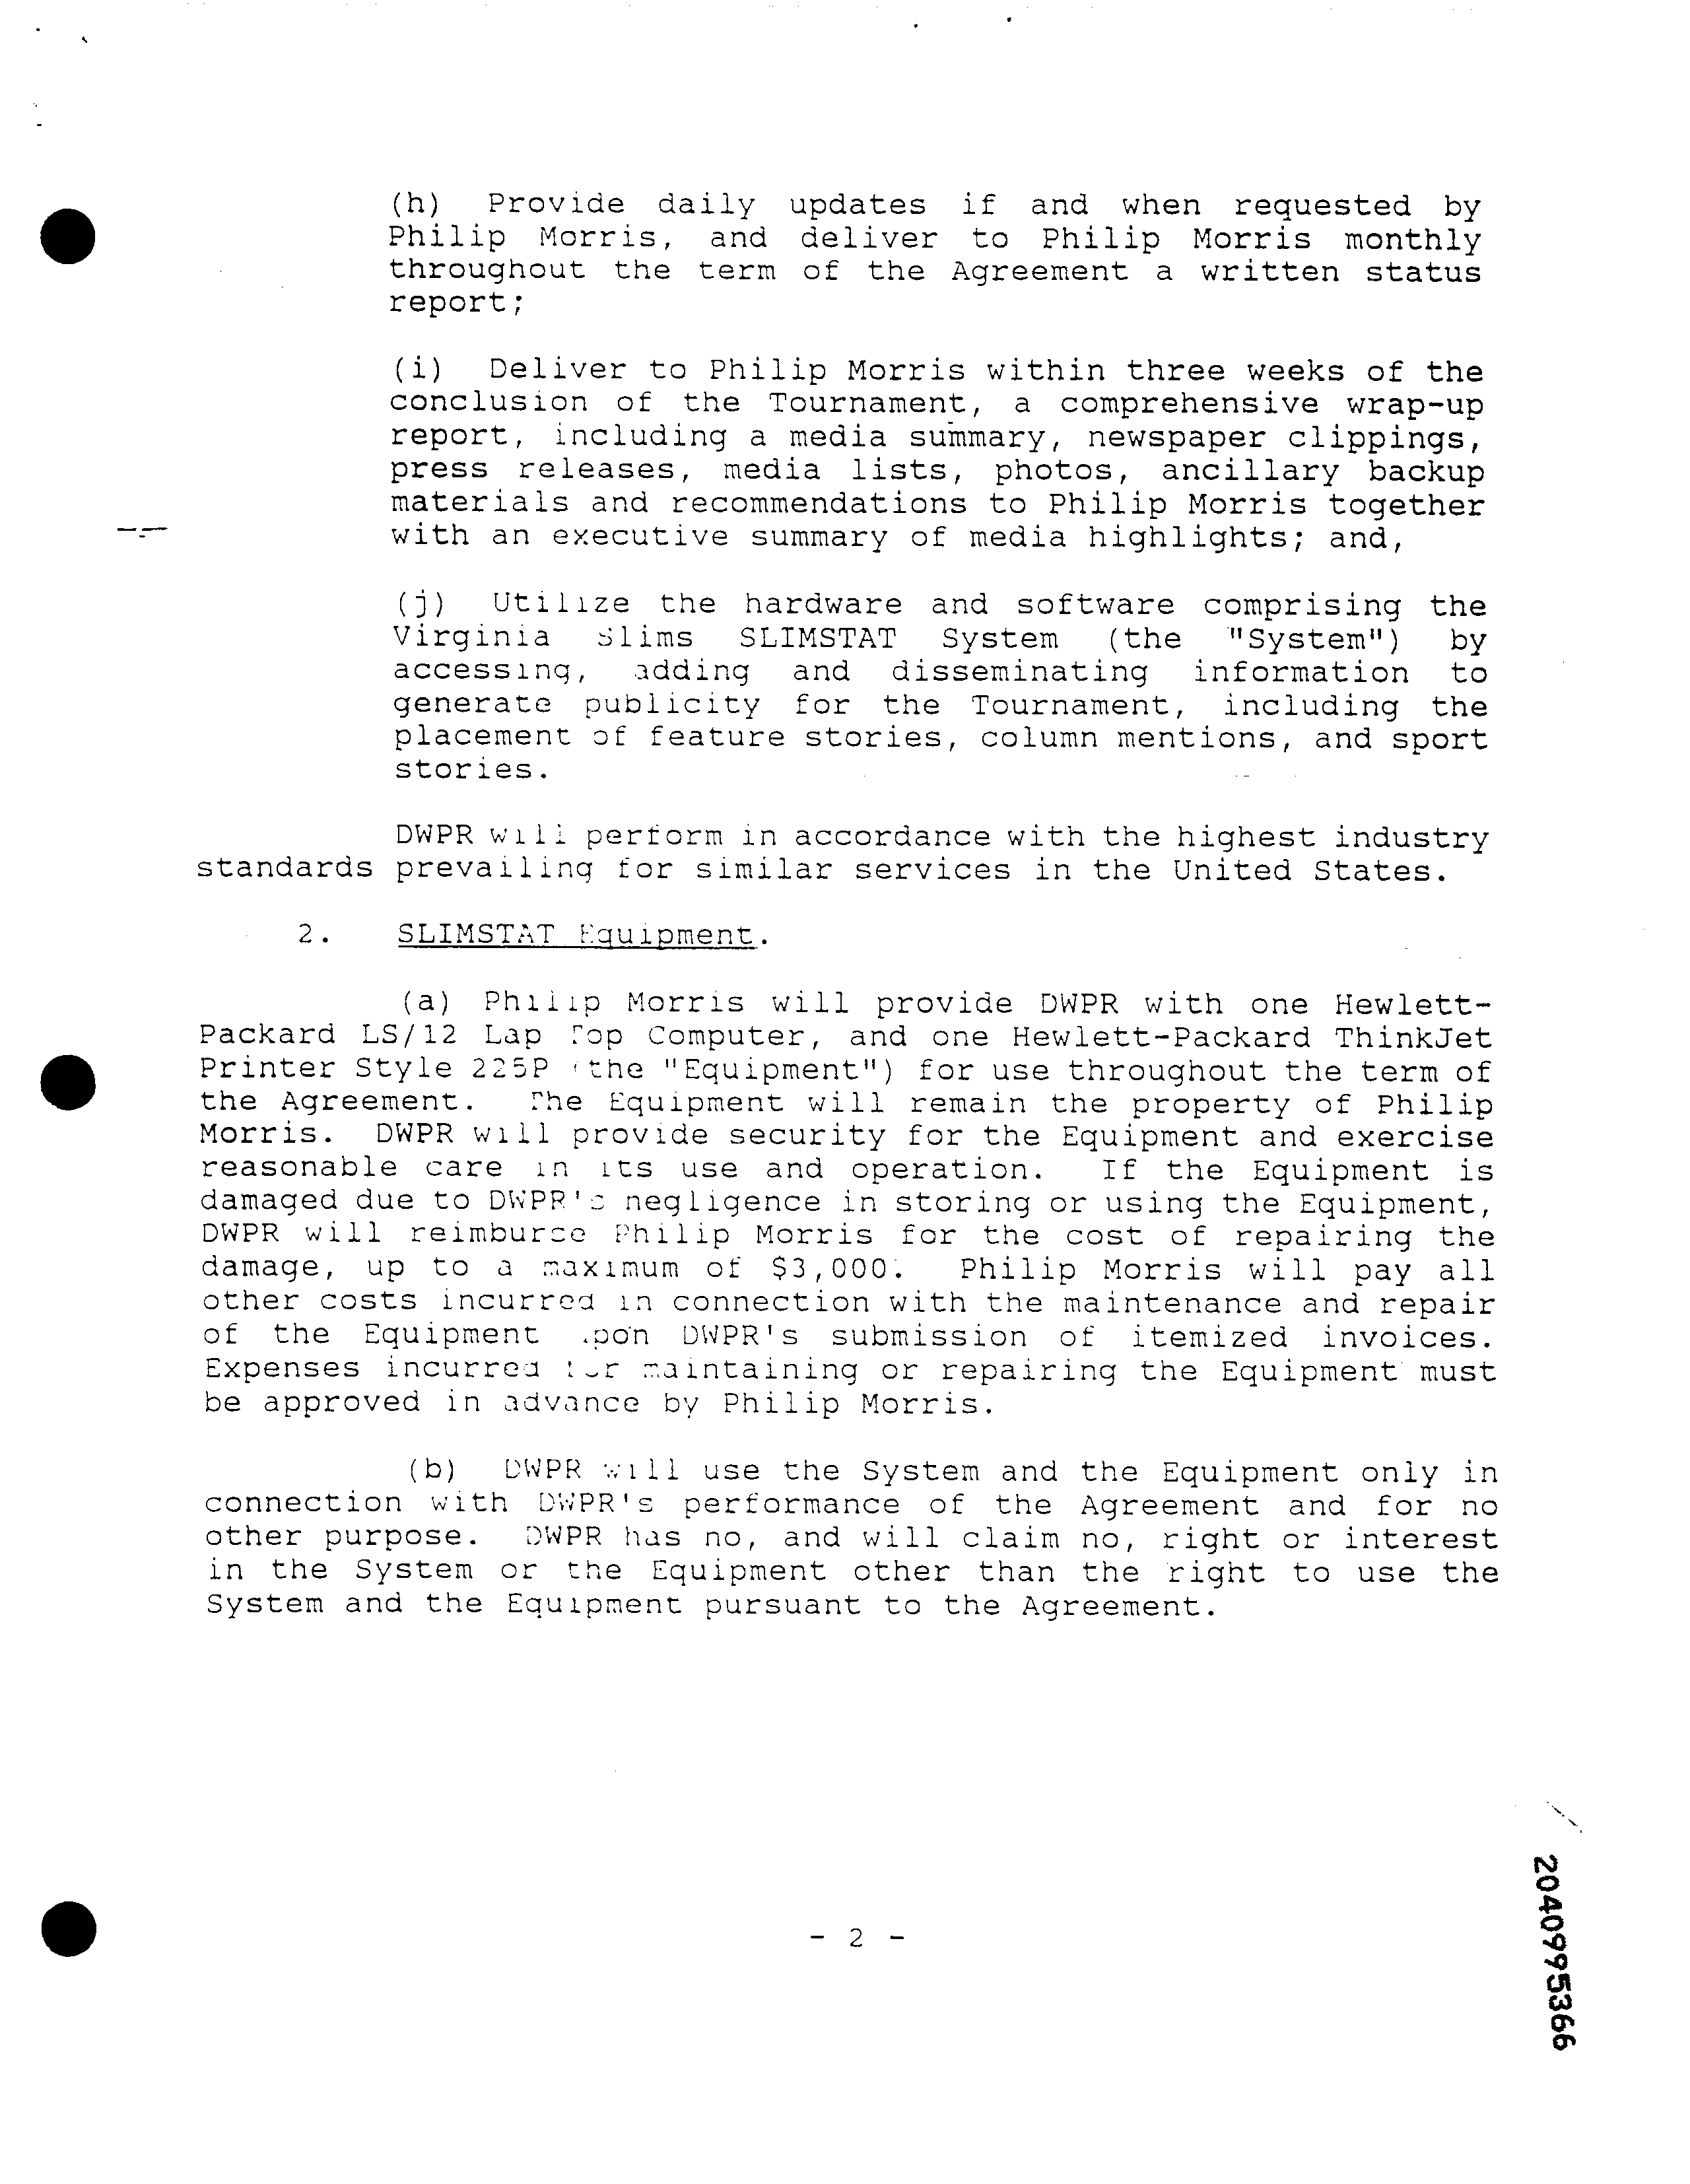 (h) Provide daily updates if and when requested by
Philip Morris, and deliver to Philip Morris monthly
throughout the term of the Agreement a written status
report;
(i) Deliver to Philip Morris within three weeks of the
conclusion of the Tournament, a comprehensive wrap-up
report, including a media summary, newspaper clippings,
press releases, media lists, photos, ancillary backup
materials and recommendations to Philip Morris together
with an executive summary of media highlights; and,
(j) Utilize the hardware and software comprising the
Virginia Slims SLIMSTAT System (the "System") by
accessing, adding and disseminating information to
generate publicity for the Tournament, including the
placement of feature stories, column mentions, and sport
stories.
DWPR will perform in accordance with the highest industry
standards prevailing for similar services in the United States.
2. SLIMSTAT Equipment.
(a) Philip Morris will provide DWPR with one Hewlett-
Packard LS/12 Lap Top Computer, and one Hewlett-Packard ThinkJet
Printer Style 225P (the "Equipment") for use throughout the term of
the Agreement. The Equipment will remain the property of Philip
Morris. DWPR will provide security for the Equipment and exercise
reasonable care in its use and operation. If the Equipment is
damaged due to DWPR's negligence in storing or using the Equipment,
DWPR will reimburse Philip Morris for the cost of repairing the
damage, up to a maximum of $3,000. Philip Morris will pay all
other costs incurred in connection with the maintenance and repair
of the Equipment upon DWPR's submission of itemized invoices.
Expenses incurred for maintaining or repairing the Equipment must
be approved in advance by Philip Morris.
(b) DWPR will use the System and the Equipment only in
connection with DWPR's performance of the Agreement and for no
other purpose. DWPR has no, and will claim no, right or interest
in the System or the Equipment other than the right to use the
System and the Equipment pursuant to the Agreement.
- 2 -
2040995366